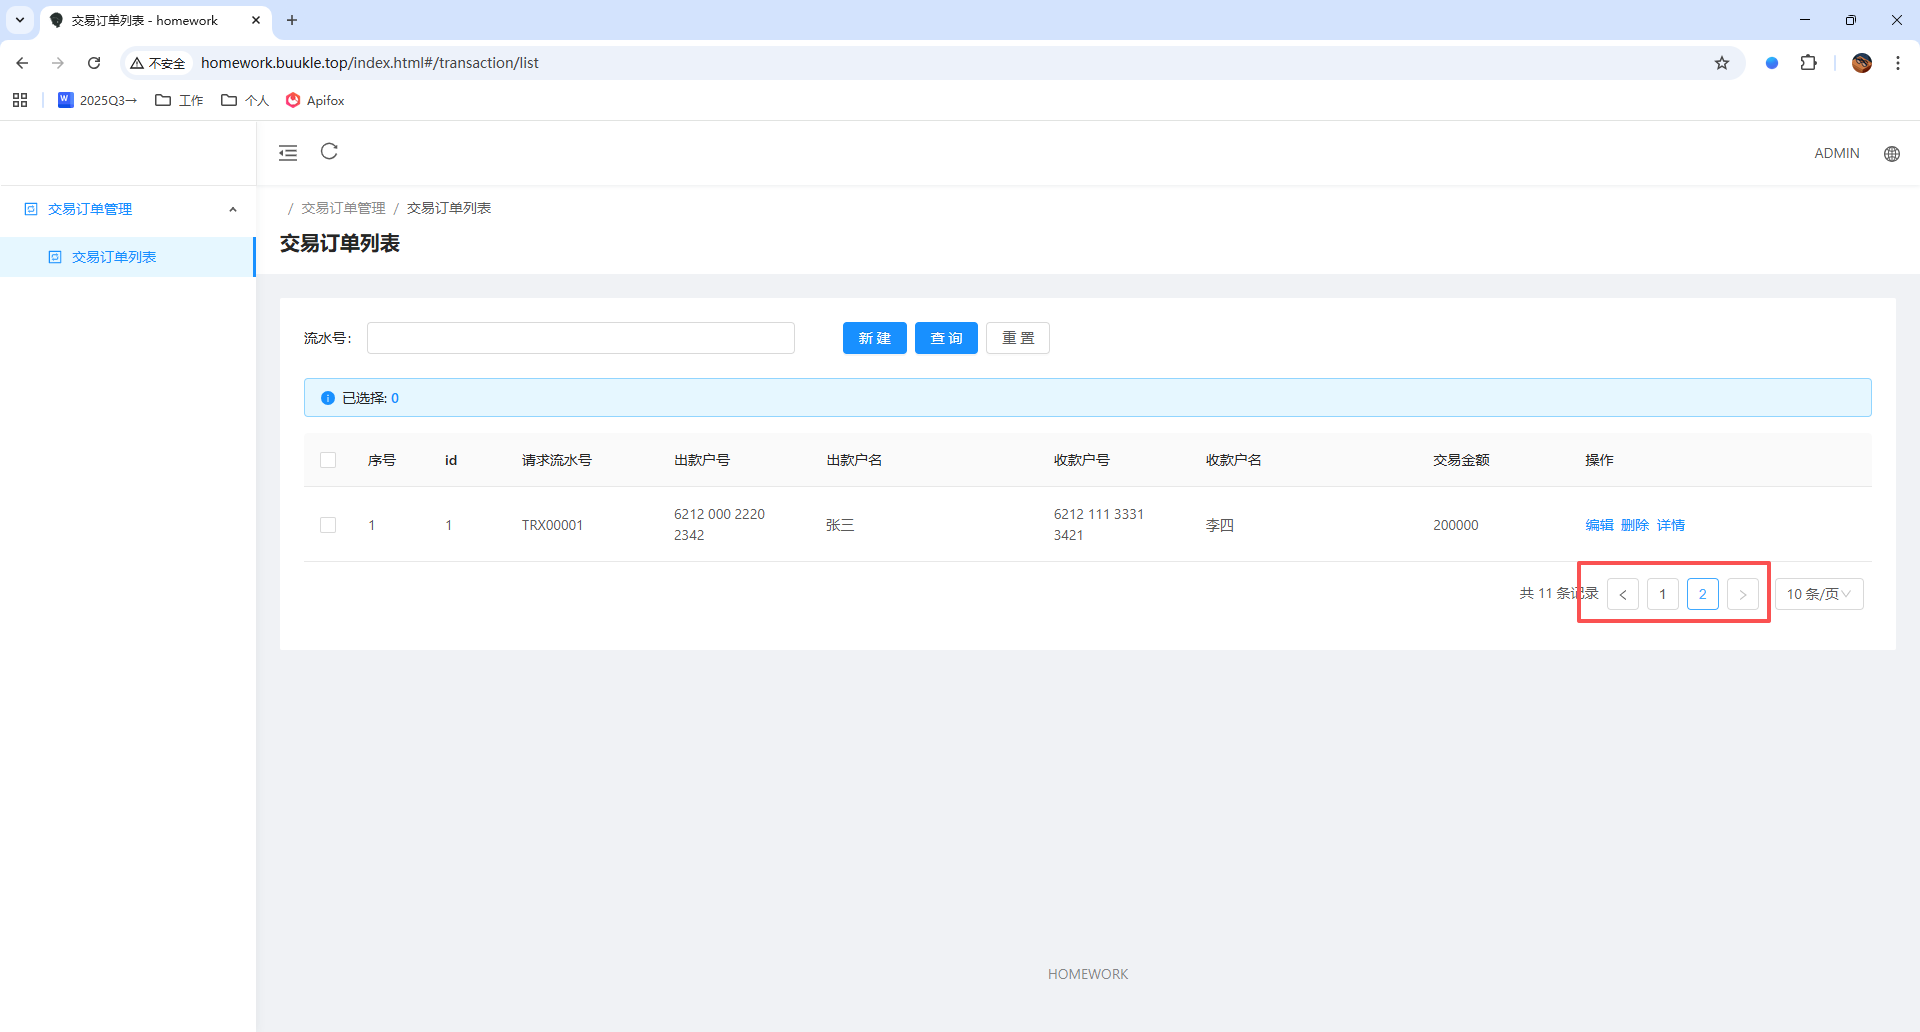 交易订单列表 - homework
不安全
homework.buukle.top/index.html#/transaction/list
2025Q3→ 工作 个人 Apifox
ADMIN
交易订单管理
交易订单列表
/ 交易订单管理 / 交易订单列表
交易订单列表
流水号:
新 建 查 询 重 置
已选择: 0
序号 id 请求流水号 出款户号 出款户名 收款户号 收款户名 交易金额 操作
1 1 TRX00001 6212 000 2220 张三 6212 111 3331 李四 200000 编辑 删除 详情
2342 3421
共 11 条记录 < 1 2 > 10 条/页
HOMEWORK